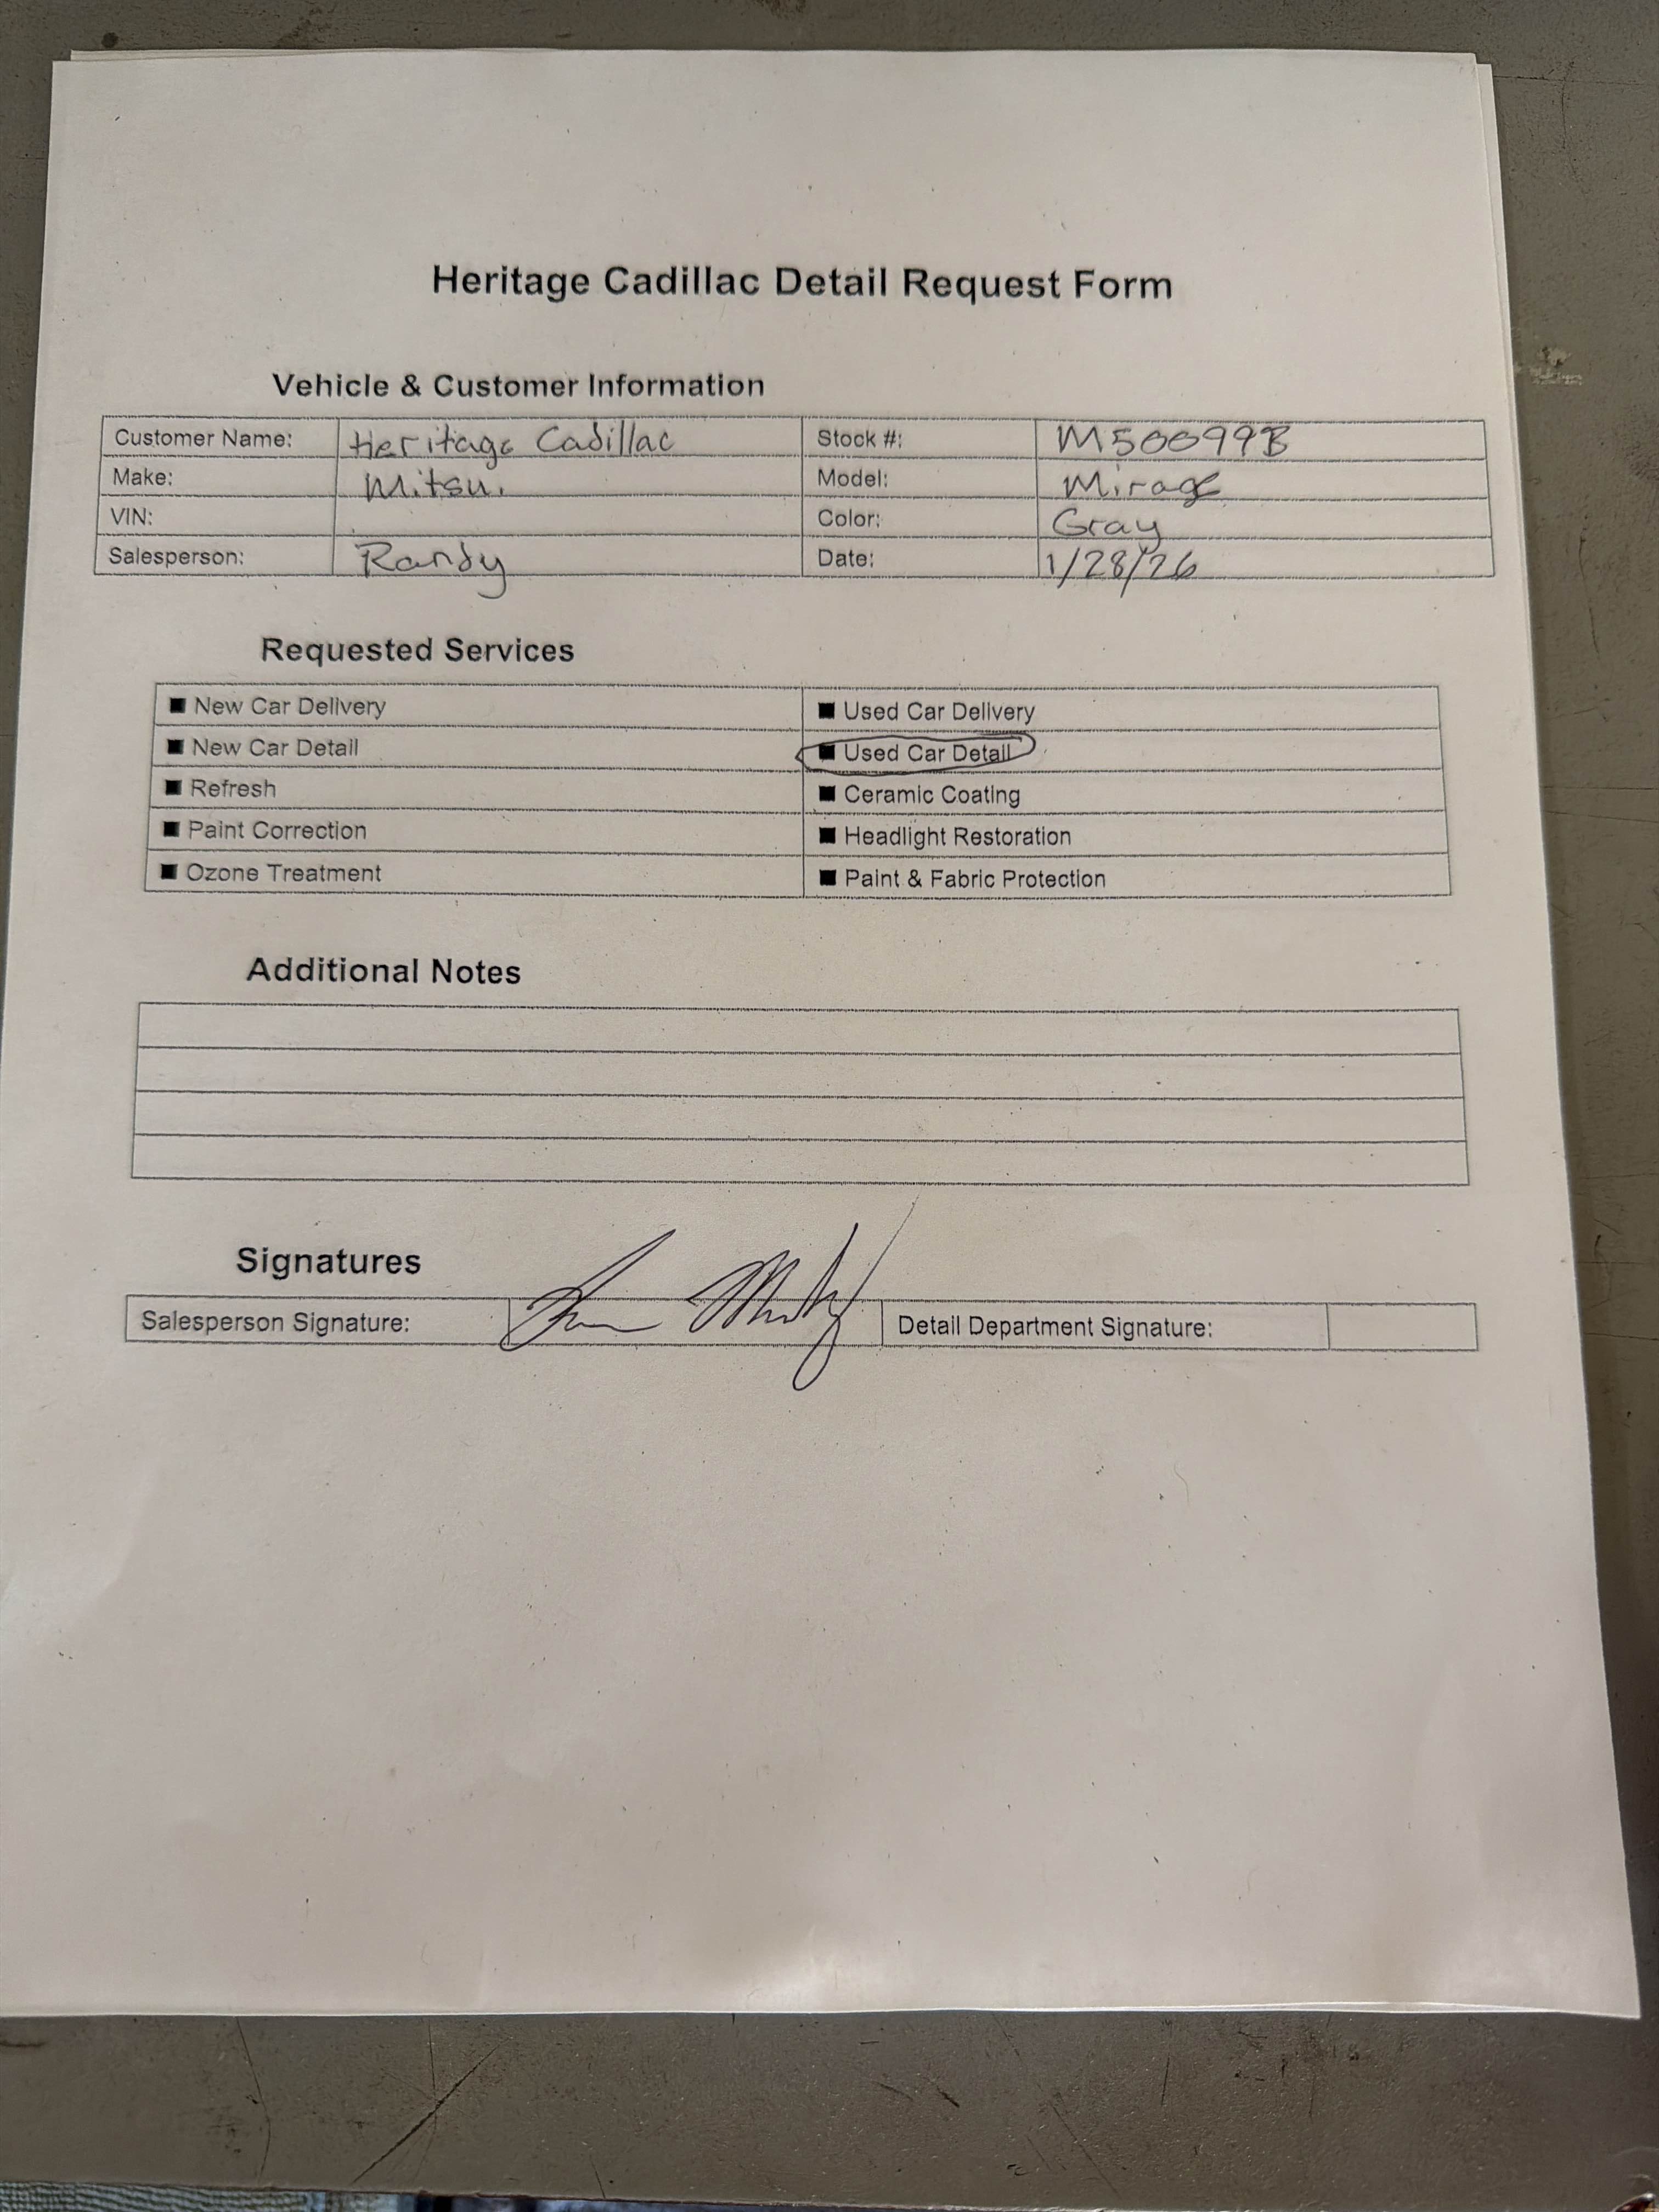 Heritage Cadillac Detail Request Form
Vehicle & Customer Information
Customer Name: Heritage Cadillac Stock #: M50099B
Make: Mitsu. Model: Mirage
VIN: Color: Gray
Salesperson: Randy Date: 1/28/26
Requested Services
■ New Car Delivery ■ Used Car Delivery
■ New Car Detail ■ Used Car Detail
■ Refresh ■ Ceramic Coating
■ Paint Correction ■ Headlight Restoration
■ Ozone Treatment ■ Paint & Fabric Protection
Additional Notes
Signatures
Salesperson Signature: Detail Department Signature: